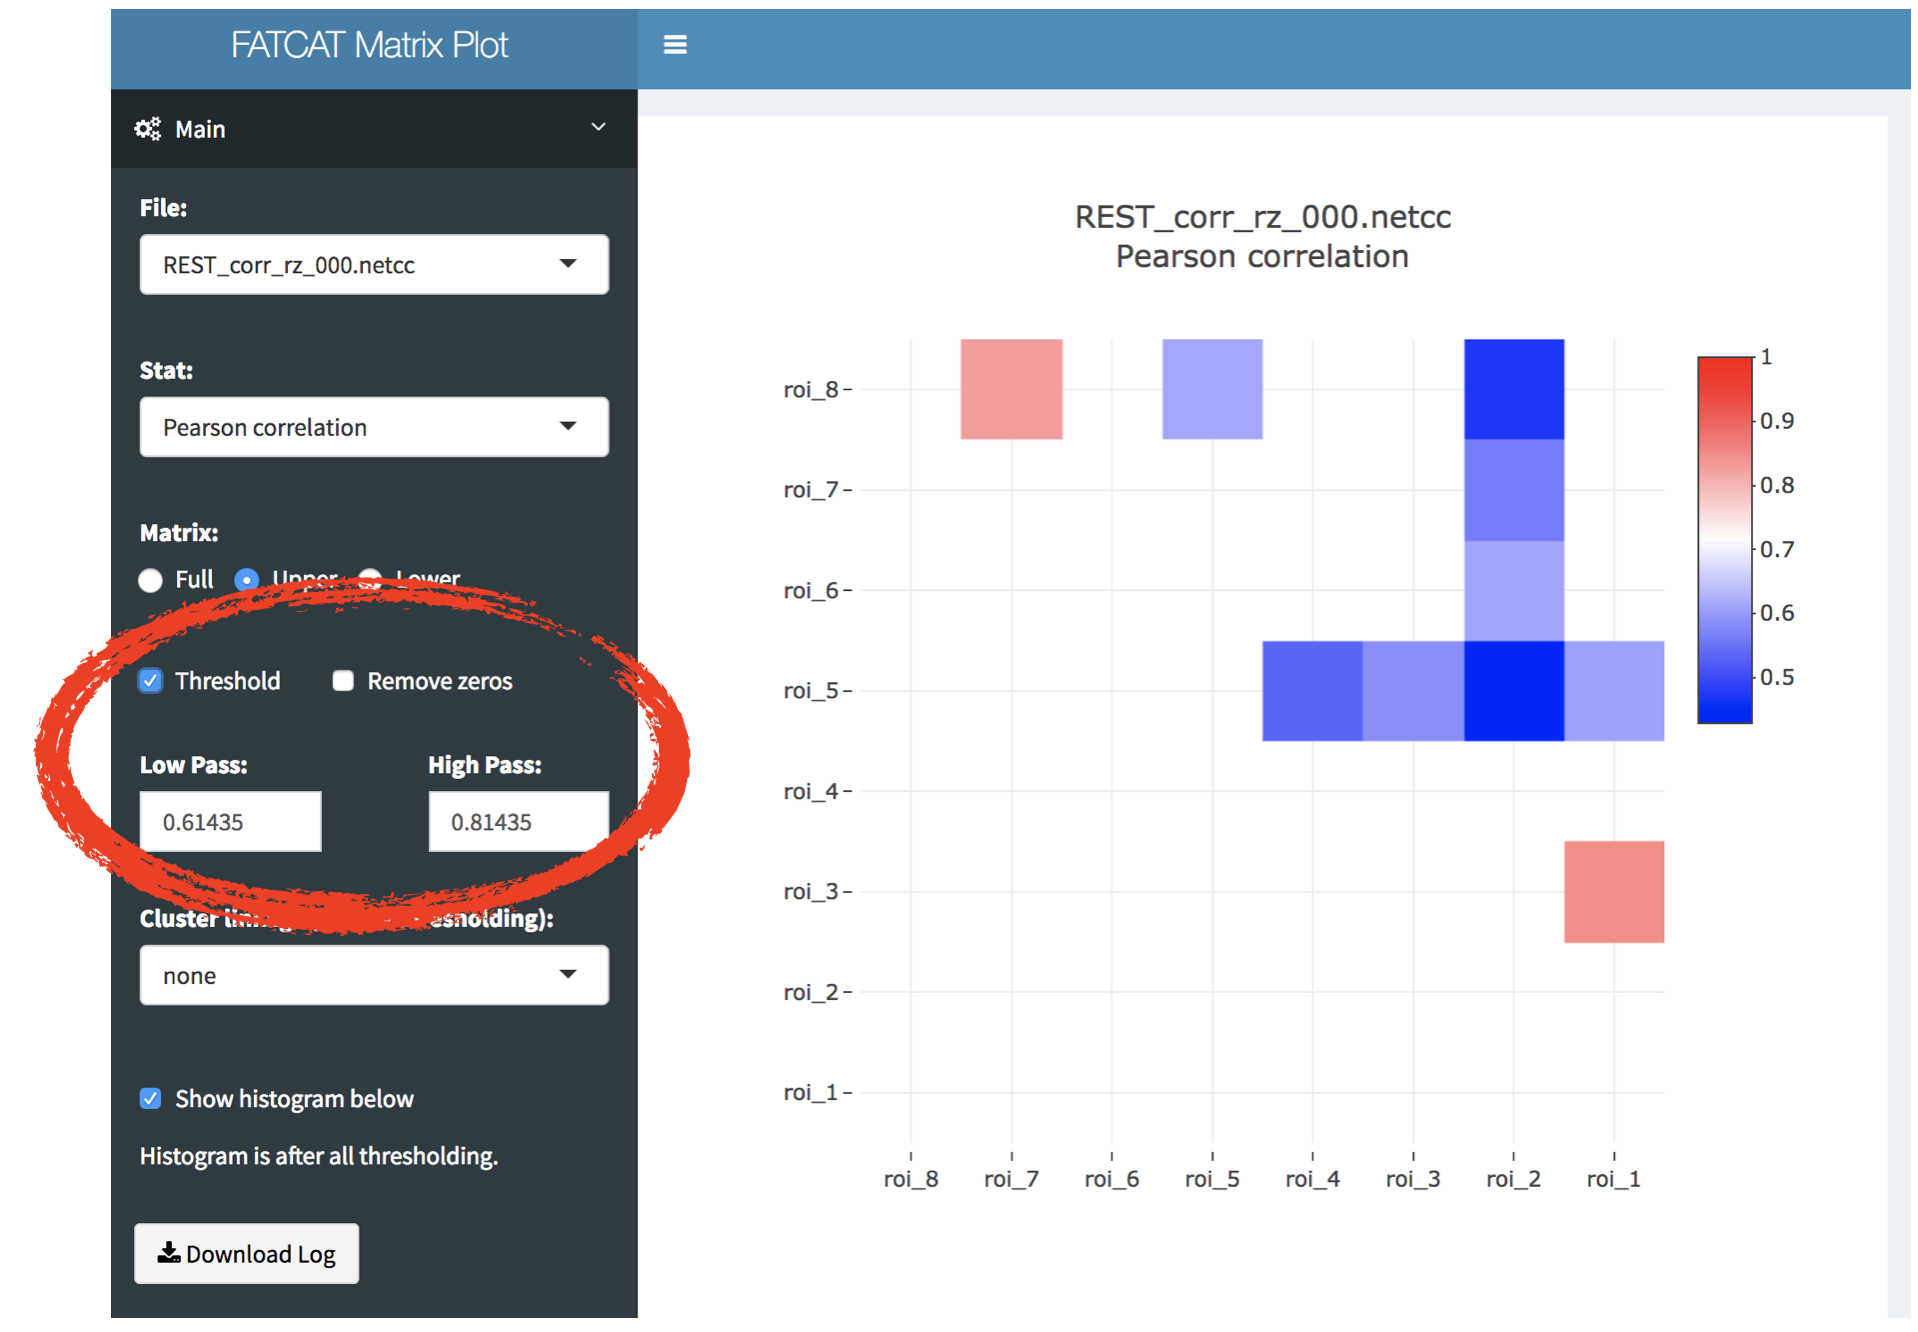 FATCAT Matrix Plot
Main
File:
REST_corr_rz_000.netcc
Stat:
Pearson correlation
Matrix:
Full Upper Lower
Threshold Remove zeros
Low Pass: High Pass:
0.61435 0.81435
Cluster esholding):
none
Show histogram below
Histogram is after all thresholding.
Download Log
REST_corr_rz_000.netcc
Pearson correlation
roi_8
roi_7
roi_6
roi_5
roi_4
roi_3
roi_2
roi_1
roi_8 roi_7 roi_6 roi_5 roi_4 roi_3 roi_2 roi_1
1
0.9
0.8
0.7
0.6
0.5